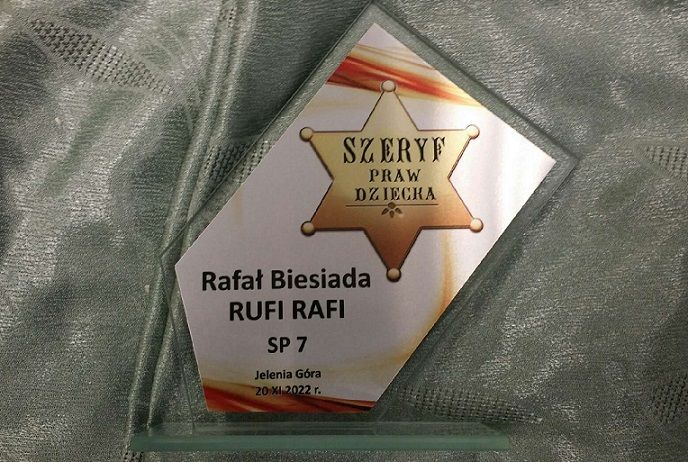 SZERYF
PRAW
DZIECKA
Rafał Biesiada
RUFI RAFI
SP 7
Jelenia Góra
20 XI 2022 r.